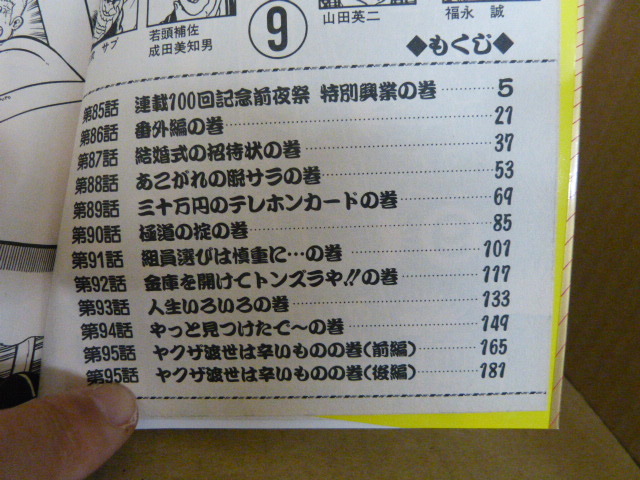 サブ
若頭補佐
成田美知男
⑨
山田英二
福永 誠
◆もくじ◆
第85話 連載100回記念前夜祭 特別興業の巻 5
第86話 番外編の巻 21
第87話 結婚式の招待状の巻 37
第88話 あこがれの脱サラの巻 53
第89話 三十万円のテレホンカードの巻 69
第90話 極道の掟の巻 85
第91話 組員選びは慎重に…の巻 101
第92話 金庫を開けてトンズラや!!の巻 117
第93話 人生いろいろの巻 133
第94話 やっと見つけたで〜の巻 149
第95話 ヤクザ渡世は辛いものの巻(前編) 165
第95話 ヤクザ渡世は辛いものの巻(後編) 181